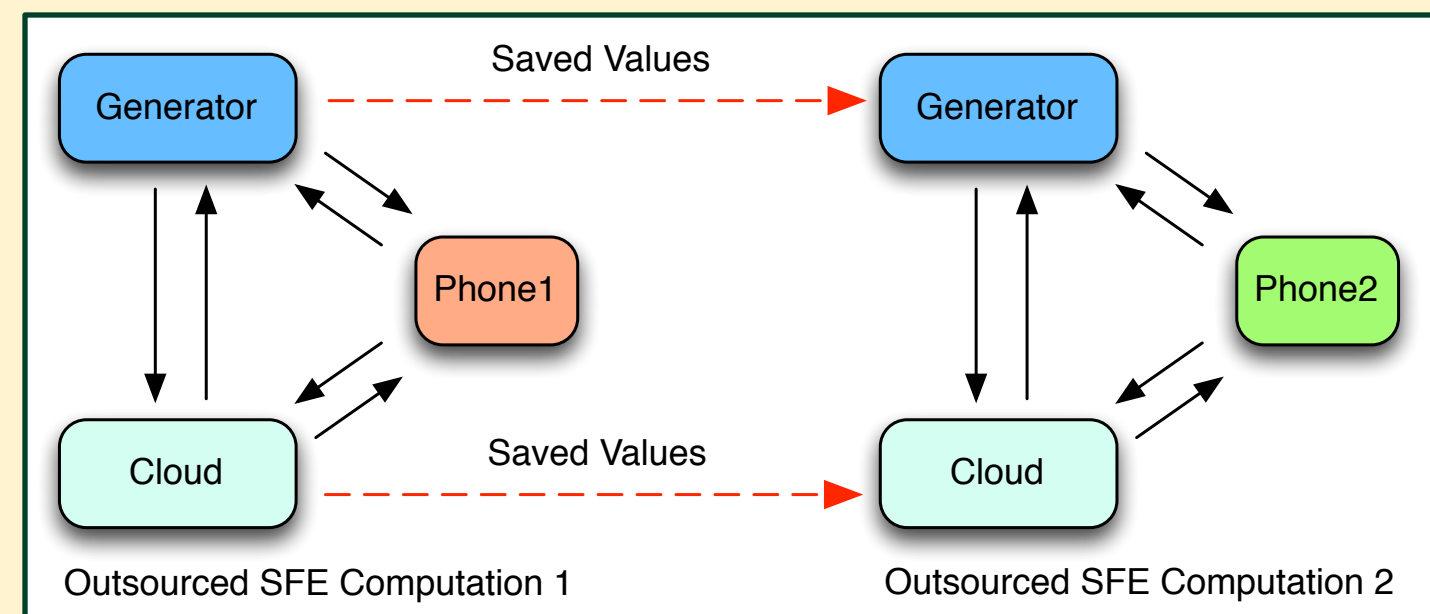 Saved Values
Generator
Generator
Phone1
Phone2
Saved Values
Cloud
Cloud
Outsourced SFE Computation 1
Outsourced SFE Computation 2